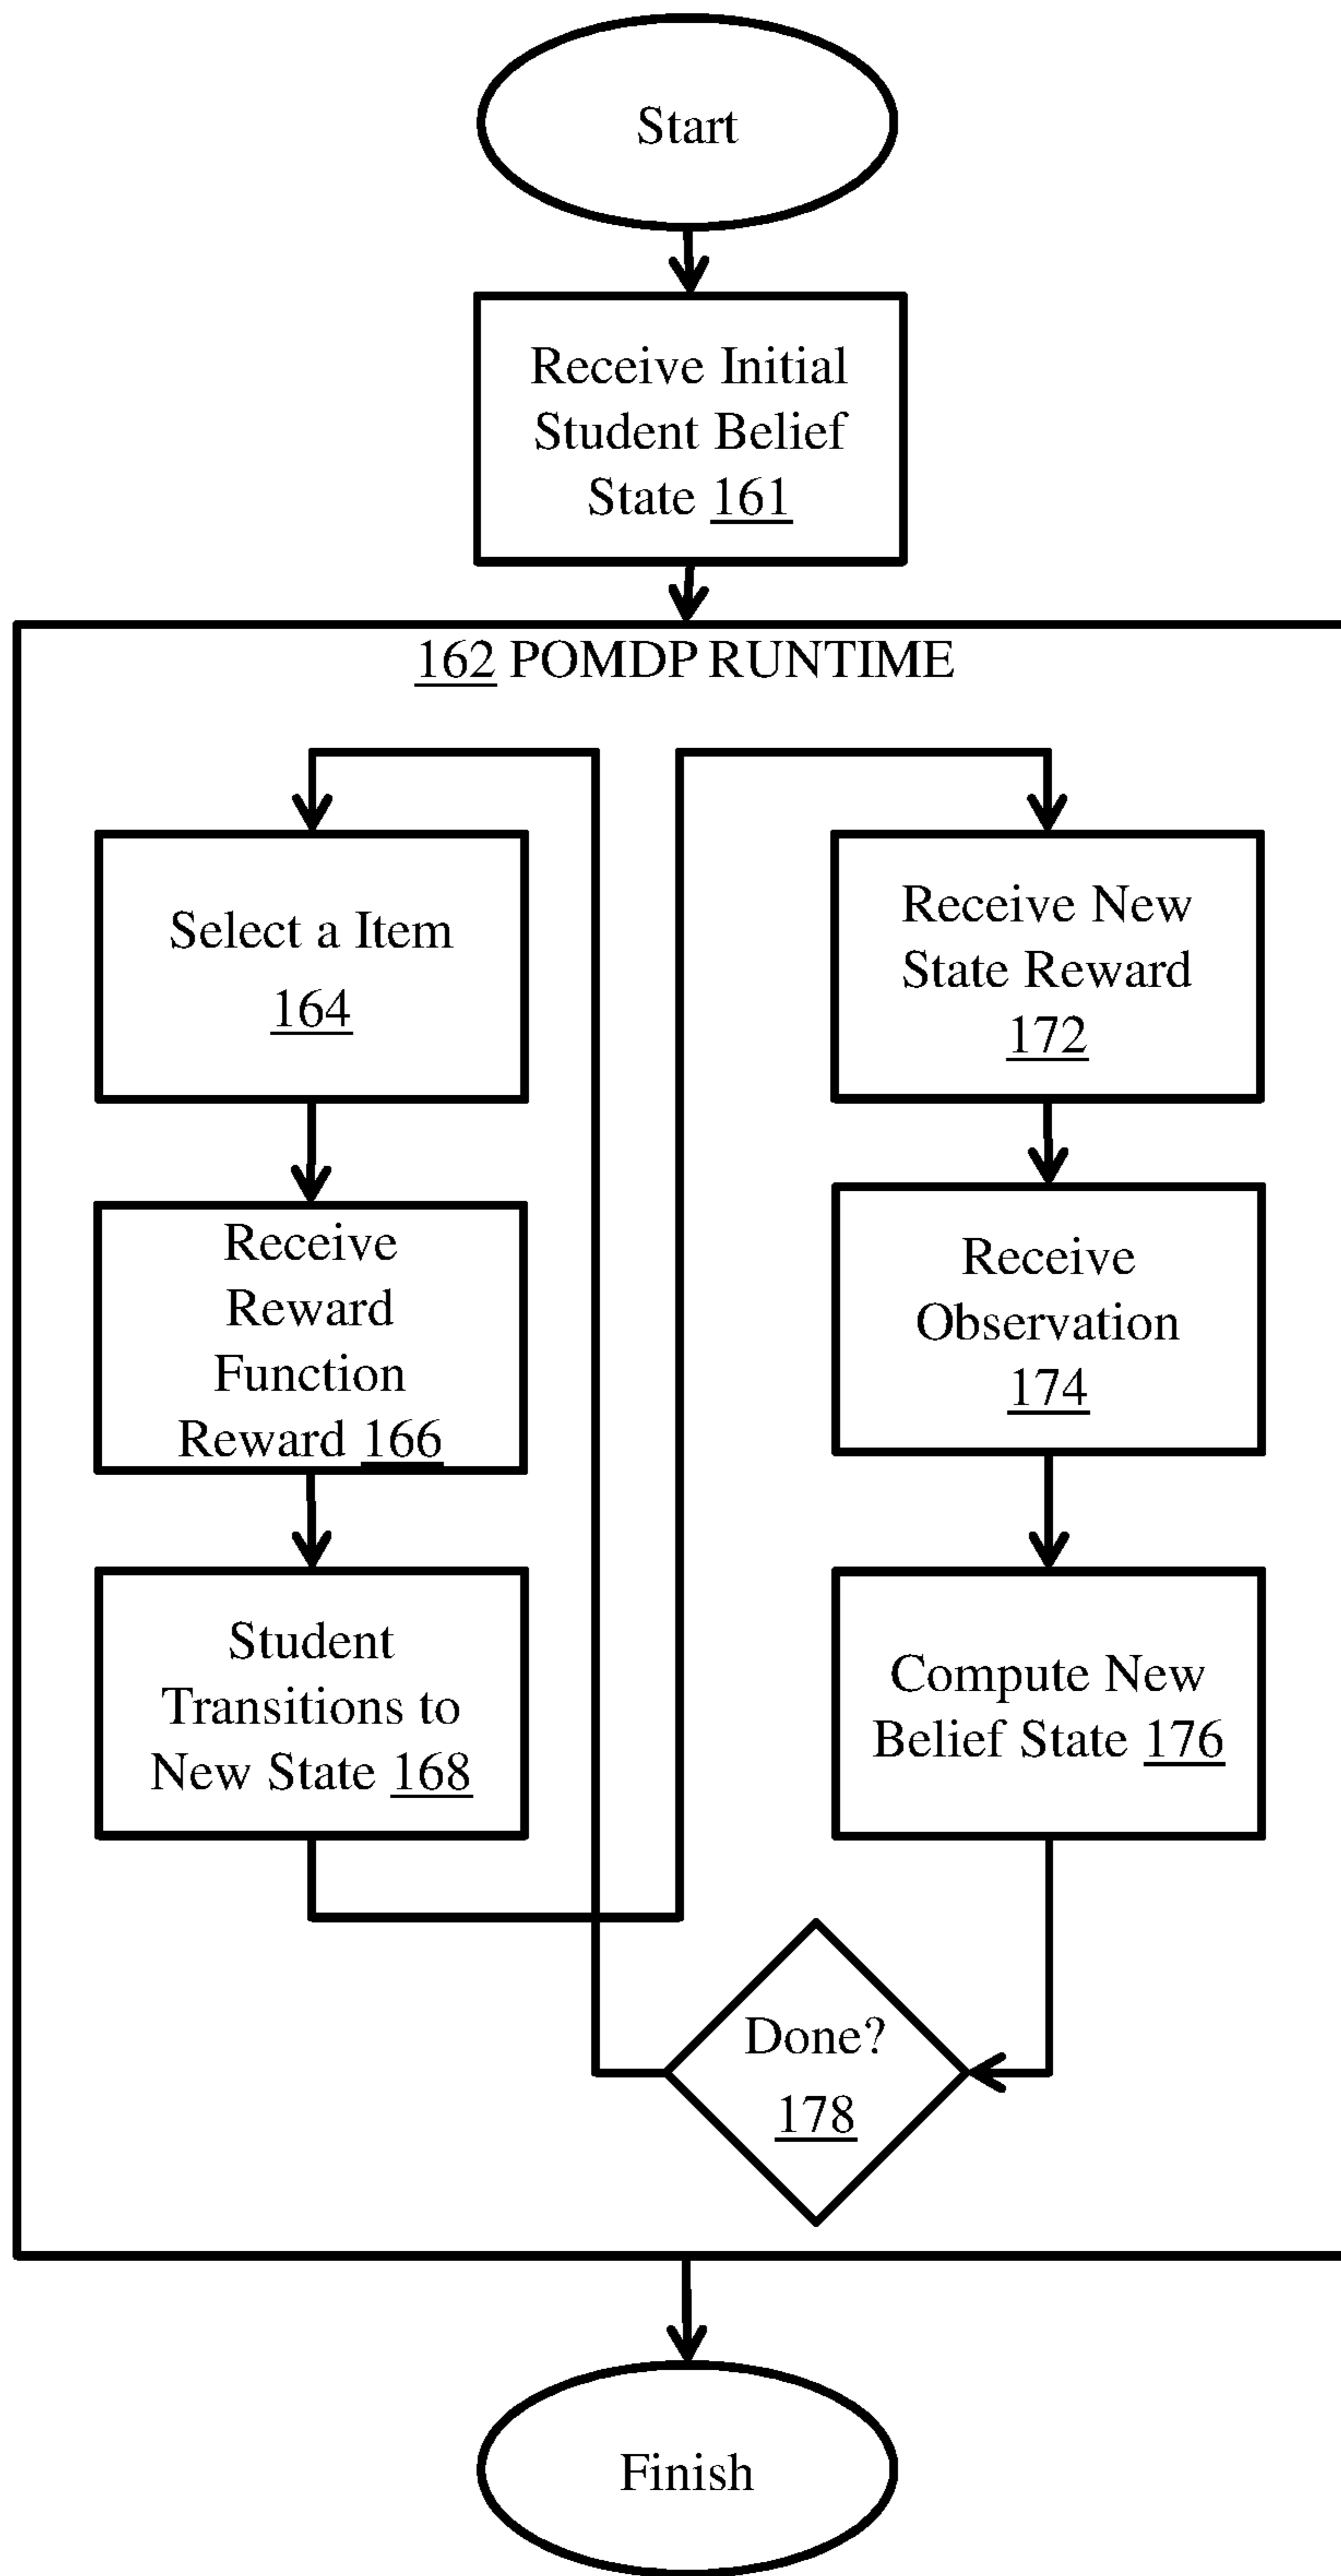 Start
Receive Initial
Student Belief
State 161
162 POMDP RUNTIME
Select a Item
164
Receive
Reward
Function
Reward 166
Student
Transitions to
New State 168
Receive New
State Reward
172
Receive
Observation
174
Compute New
Belief State 176
Done?
178
Finish